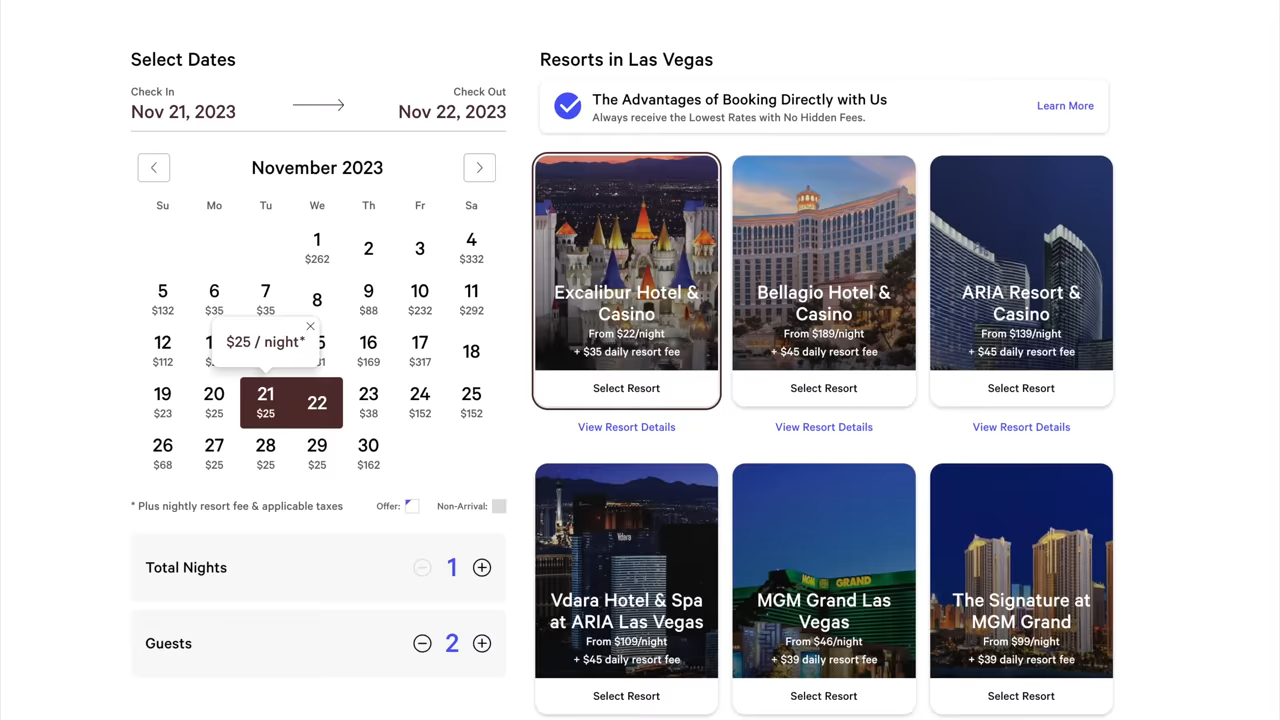 Select Dates
Check In
Check Out
Nov 21, 2023
Nov 22, 2023
November 2023
Su Mo Tu We Th Fr Sa
1 2 3 4
$262 $332
5 6 7 8 9 10 11
$132 $35 $35 $88 $232 $292
12 16 17 18
$112 $169 $317
$25 / night*
19 20 21 22 23 24 25
$23 $25 $25 $38 $152 $152
26 27 28 29 30
$68 $25 $25 $25 $162
* Plus nightly resort fee & applicable taxes
Offer:
Non-Arrival:
Total Nights
1
Guests
2
Resorts in Las Vegas
The Advantages of Booking Directly with Us
Always receive the Lowest Rates with No Hidden Fees.
Learn More
Excalibur Hotel &
Casino
From $22/night
+ $35 daily resort fee
Select Resort
View Resort Details
Bellagio Hotel &
Casino
From $189/night
+ $45 daily resort fee
Select Resort
View Resort Details
ARIA Resort &
Casino
From $139/night
+ $45 daily resort fee
Select Resort
View Resort Details
Vdara
Vdara Hotel & Spa
at ARIA Las Vegas
From $109/night
+ $45 daily resort fee
Select Resort
MGM GRAND
MGM Grand Las
Vegas
From $46/night
+ $39 daily resort fee
Select Resort
The Signature at
MGM Grand
From $99/night
+ $39 daily resort fee
Select Resort